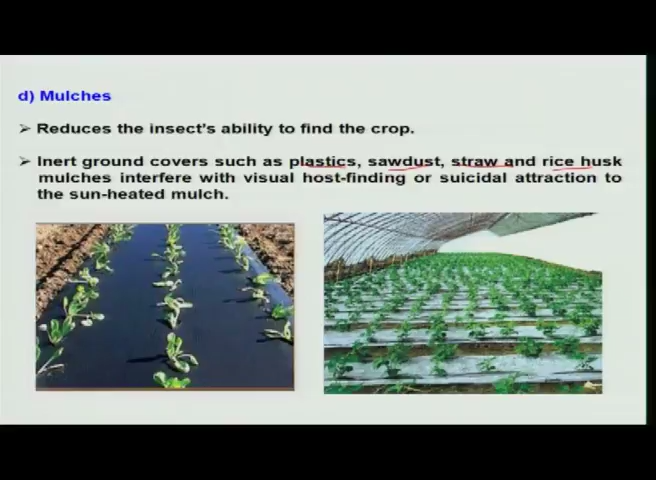 d) Mulches
➢ Reduces the insect's ability to find the crop.
➢ Inert ground covers such as plastics, sawdust, straw and rice husk
mulches interfere with visual host-finding or suicidal attraction to
the sun-heated mulch.